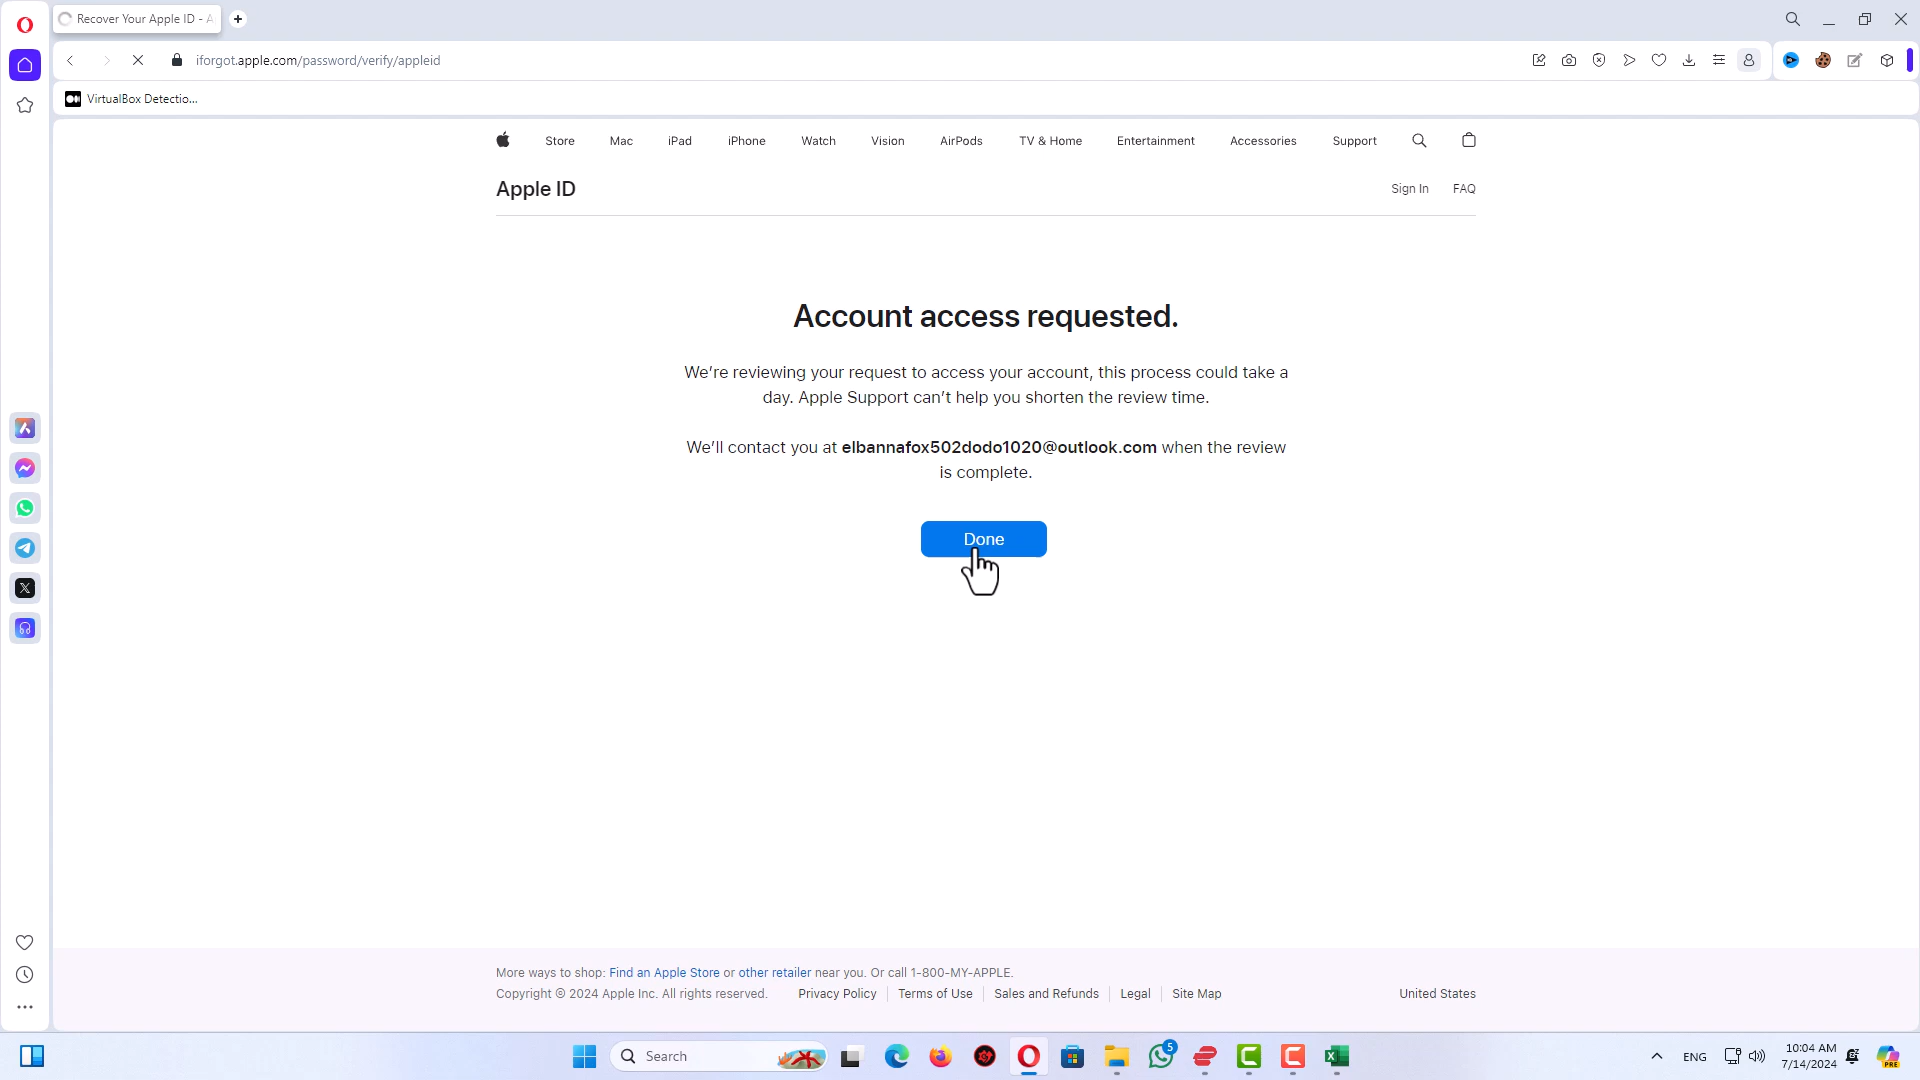 Recover Your Apple ID - A
iforgot.apple.com/password/verify/appleid
VirtualBox Detectio...
Store Mac iPad iPhone Watch Vision AirPods TV & Home Entertainment Accessories Support
Apple ID
Sign In FAQ
Account access requested.
We’re reviewing your request to access your account, this process could take a
day. Apple Support can’t help you shorten the review time.
We’ll contact you at elbannafox502dodo1020@outlook.com when the review
is complete.
Done
More ways to shop: Find an Apple Store or other retailer near you. Or call 1-800-MY-APPLE.
Copyright © 2024 Apple Inc. All rights reserved. Privacy Policy Terms of Use Sales and Refunds Legal Site Map United States
Search
5
ENG
10:04 AM
7/14/2024
PRE